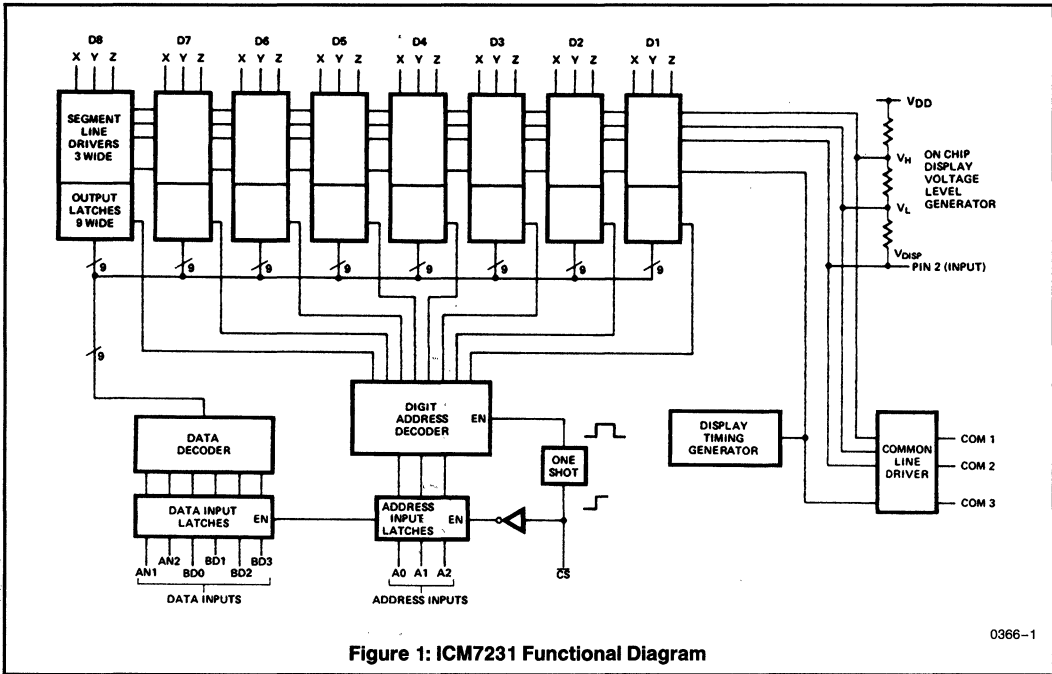 D8 D7 D6 D5 D4 D3 D2 D1
X Y Z X Y Z X Y Z X Y Z X Y Z X Y Z X Y Z X Y Z
SEGMENT
LINE
DRIVERS
3 WIDE
OUTPUT
LATCHES
9 WIDE
VDD
VH
ON CHIP
DISPLAY
VOLTAGE
LEVEL
GENERATOR
VL
VDISP
PIN 2 (INPUT)
9 9 9 9 9 9 9 9
9
DIGIT
ADDRESS
DECODER
EN
DATA
DECODER
ONE
SHOT
DISPLAY
TIMING
GENERATOR
COMMON
LINE
DRIVER
COM 1
COM 2
COM 3
DATA INPUT
LATCHES
EN
ADDRESS
INPUT
LATCHES
EN
AN1 AN2 BD0 BD1 BD2 BD3
DATA INPUTS
A0 A1 A2
ADDRESS INPUTS
CS
0366–1
Figure 1: ICM7231 Functional Diagram